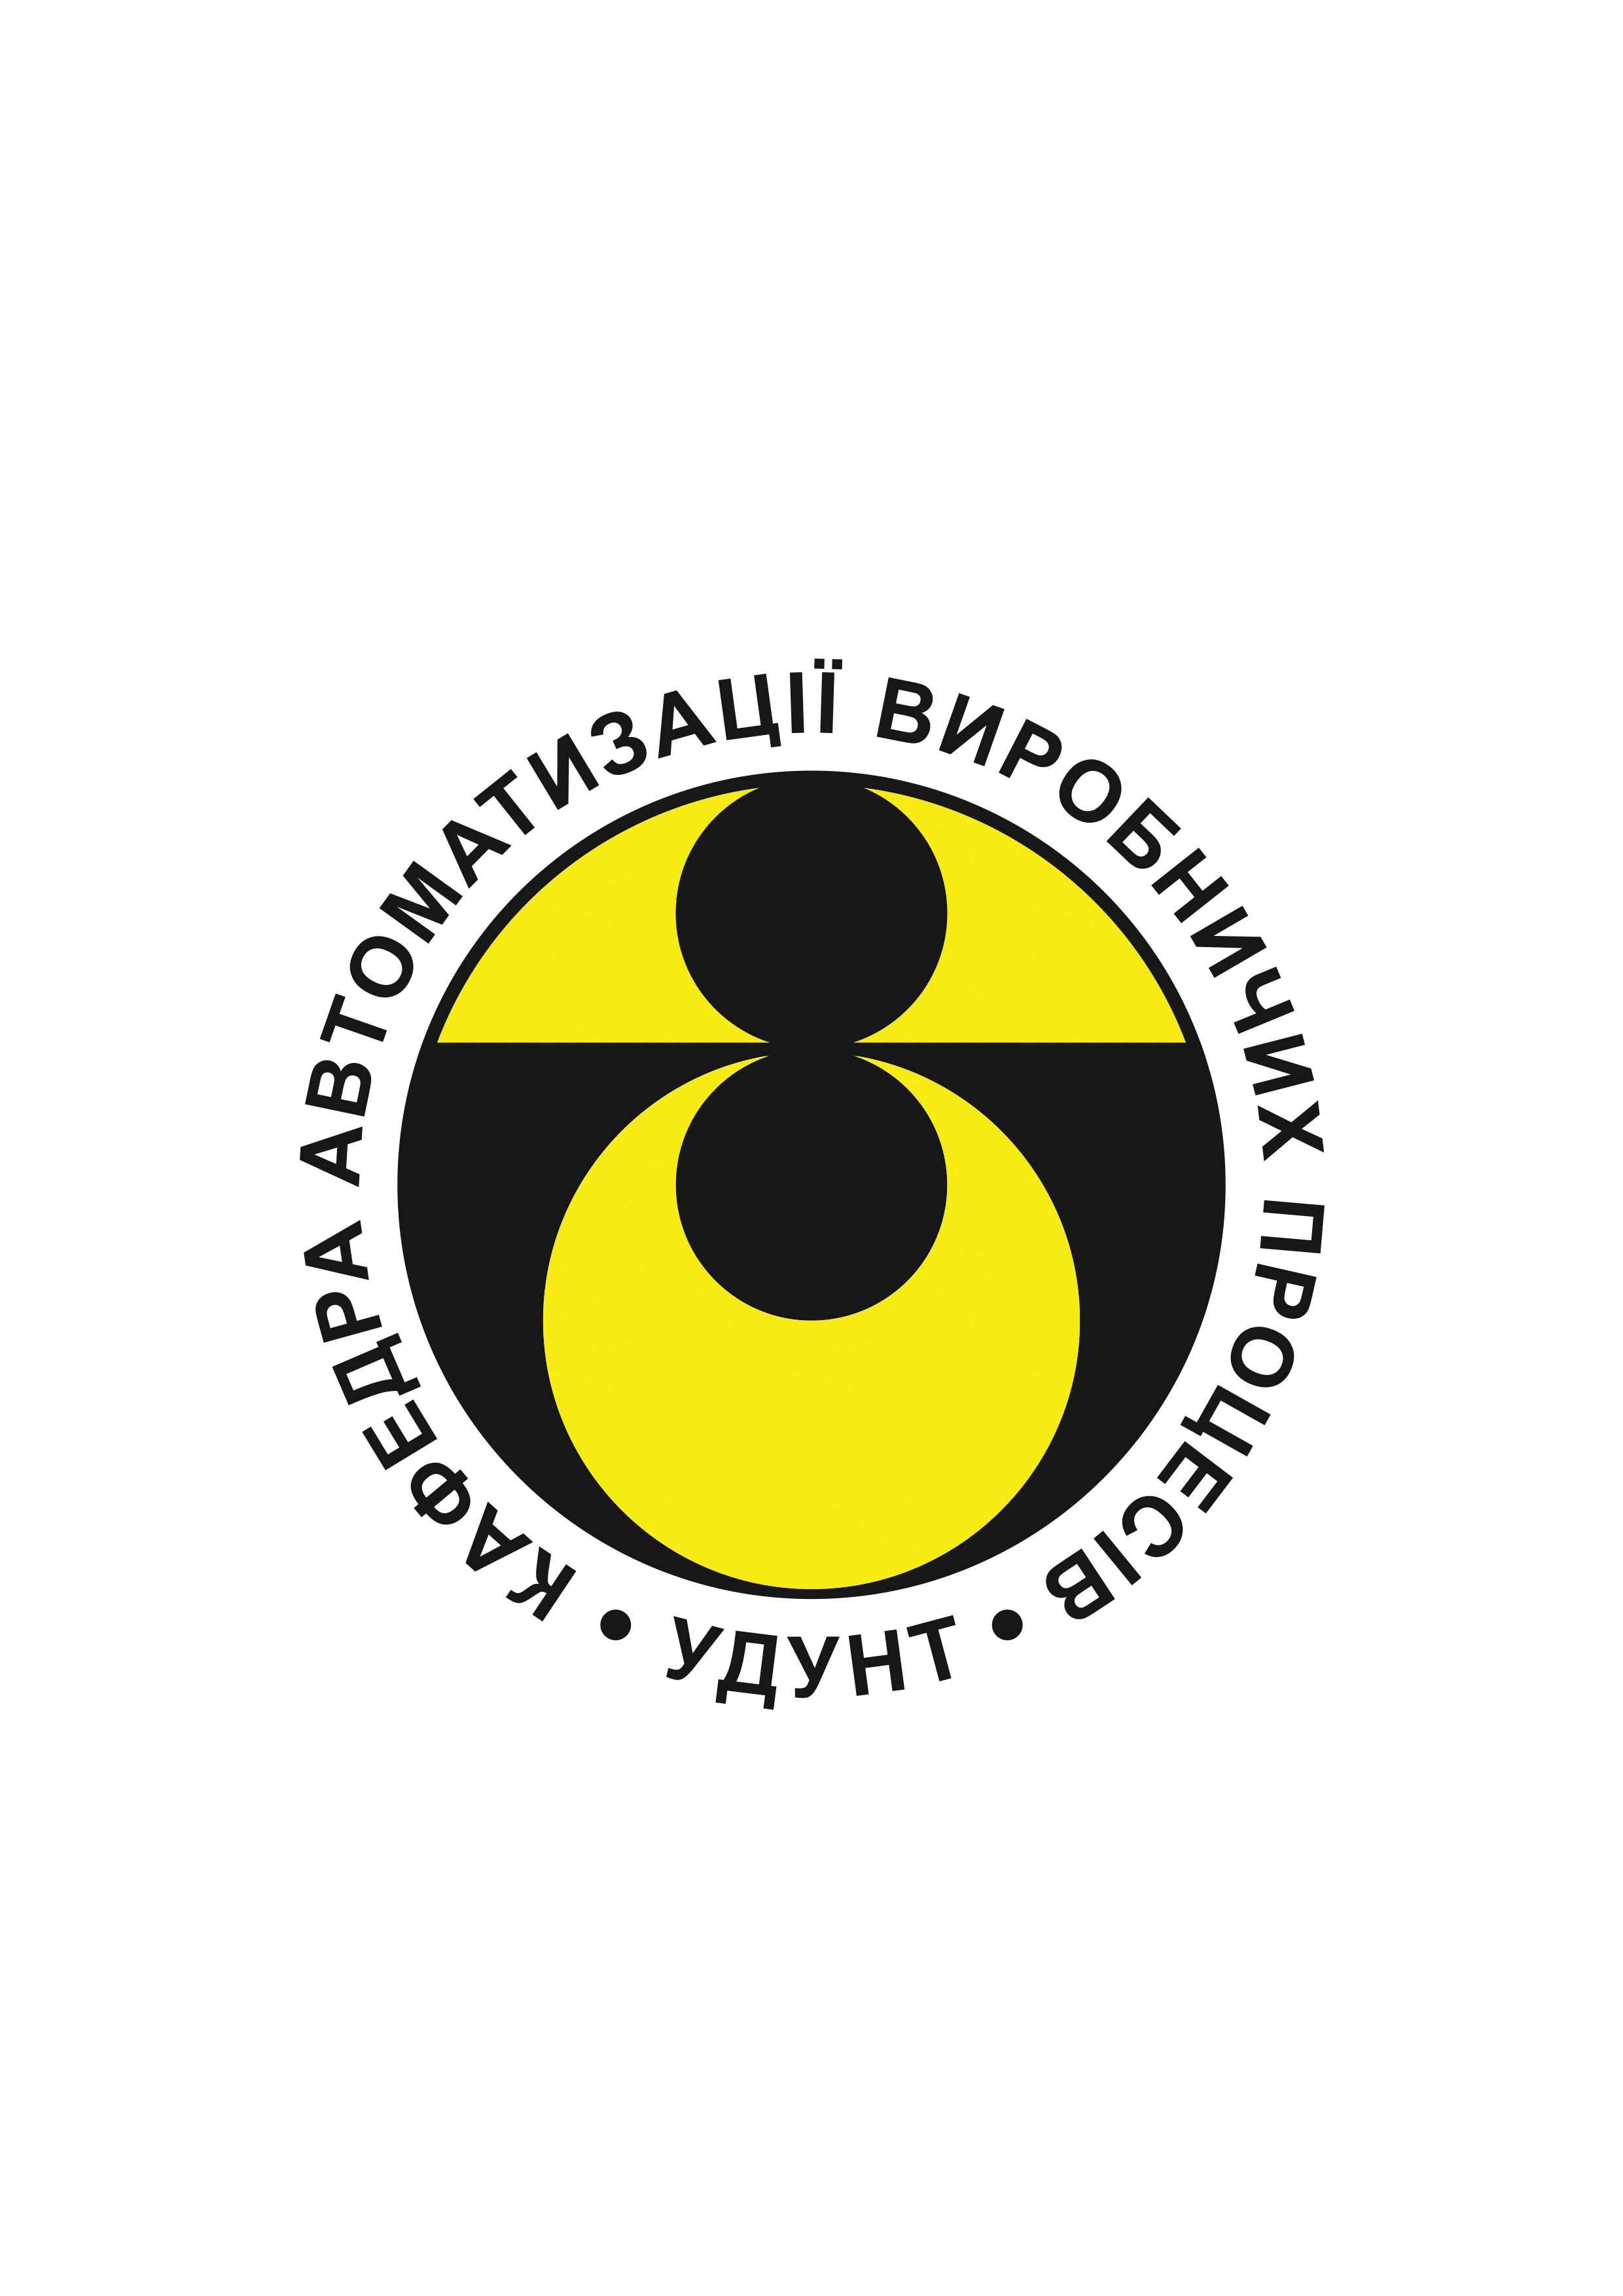 КАФЕДРА АВТОМАТИЗАЦІЇ ВИРОБНИЧИХ ПРОЦЕСІВ
• УДУНТ •